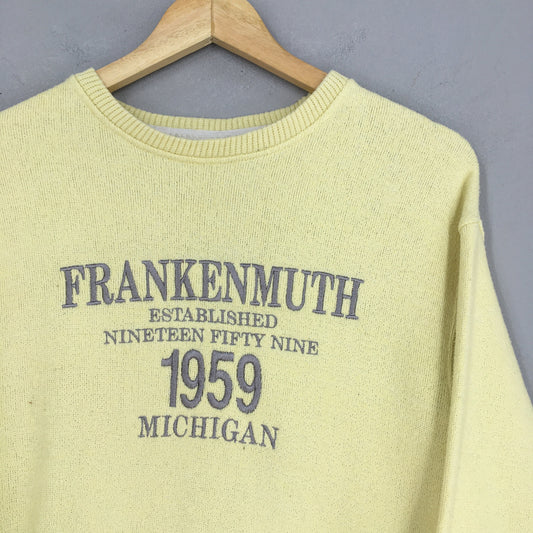 FRANKENMUTH
ESTABLISHED
NINETEEN FIFTY NINE
1959
MICHIGAN